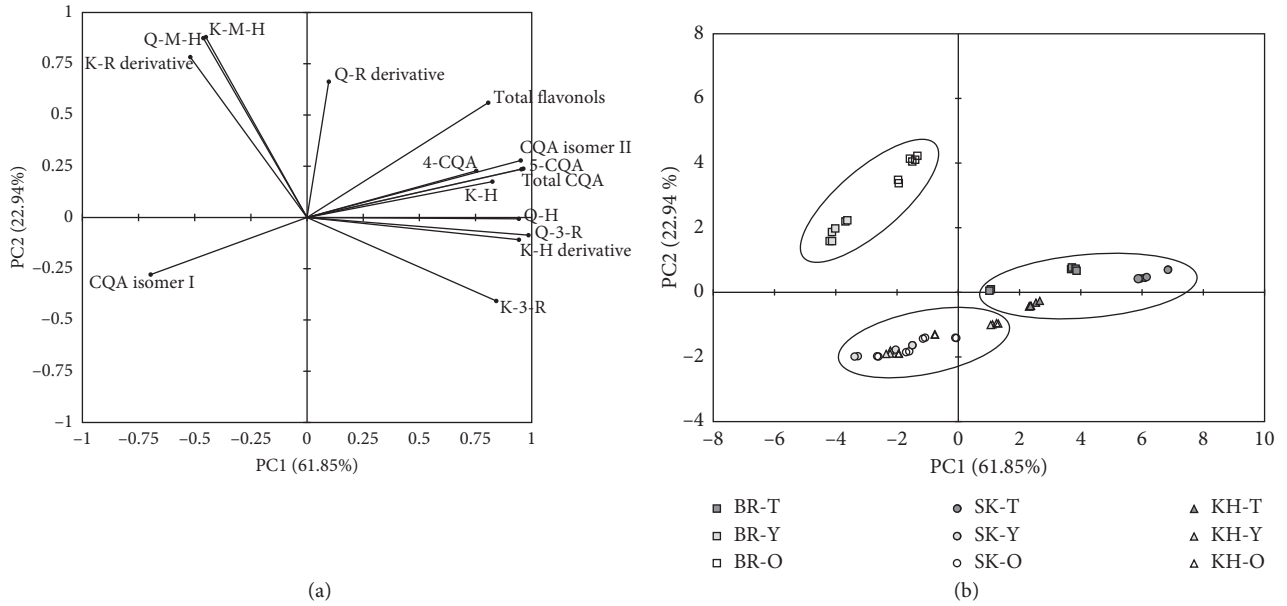 1
0.75
0.5
0.25
0
−0.25
−0.5
−0.75
−1
PC2 (22.94%)
−1
−0.75
−0.5
−0.25
0
0.25
0.5
0.75
1
PC1 (61.85%)
Q-M-H
K-M-H
K-R derivative
Q-R derivative
Total flavonols
CQA isomer II
4-CQA
5-CQA
Total CQA
K-H
Q-H
Q-3-R
K-H derivative
CQA isomer I
K-3-R
(a)
8
6
4
2
0
−2
−4
PC2 (22.94 %)
−8
−6
−4
−2
0
2
4
6
8
10
PC1 (61.85%)
BR-T
BR-Y
BR-O
SK-T
SK-Y
SK-O
KH-T
KH-Y
KH-O
(b)